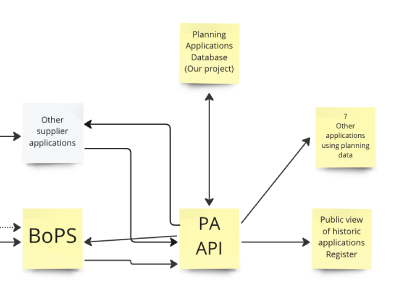 Planning
Applications
Database
(Our project)
Other
supplier
applications
?
Other
applications
using planning
data
BoPS
PA
API
Public view
of historic
applications
Register